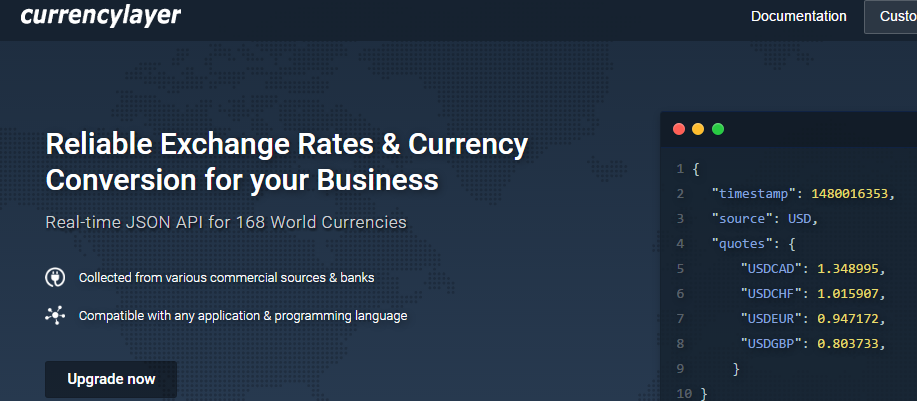 currencylayer
Documentation
Custo
Reliable Exchange Rates & Currency
Conversion for your Business
Real-time JSON API for 168 World Currencies
Collected from various commercial sources & banks
Compatible with any application & programming language
Upgrade now
1 {
2 "timestamp": 1480016353,
3 "source": USD,
4 "quotes": {
5 "USDCAD": 1.348995,
6 "USDCHF": 1.015907,
7 "USDEUR": 0.947172,
8 "USDGBP": 0.803733,
9 }
10 }